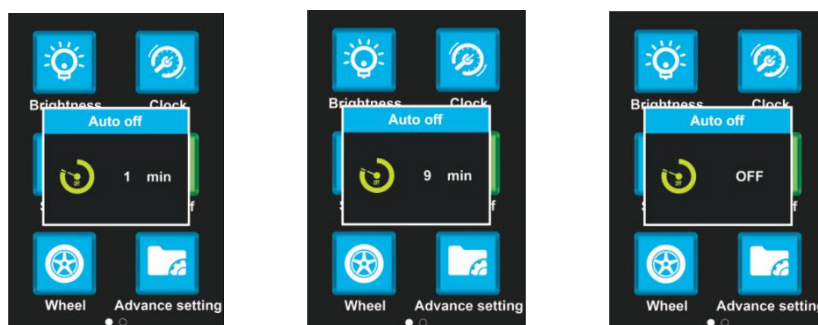 Brightness Clock
Auto off
1 min
Wheel Advance setting
Brightness Clock
Auto off
9 min
Wheel Advance setting
Brightness Clock
Auto off
OFF
Wheel Advance setting